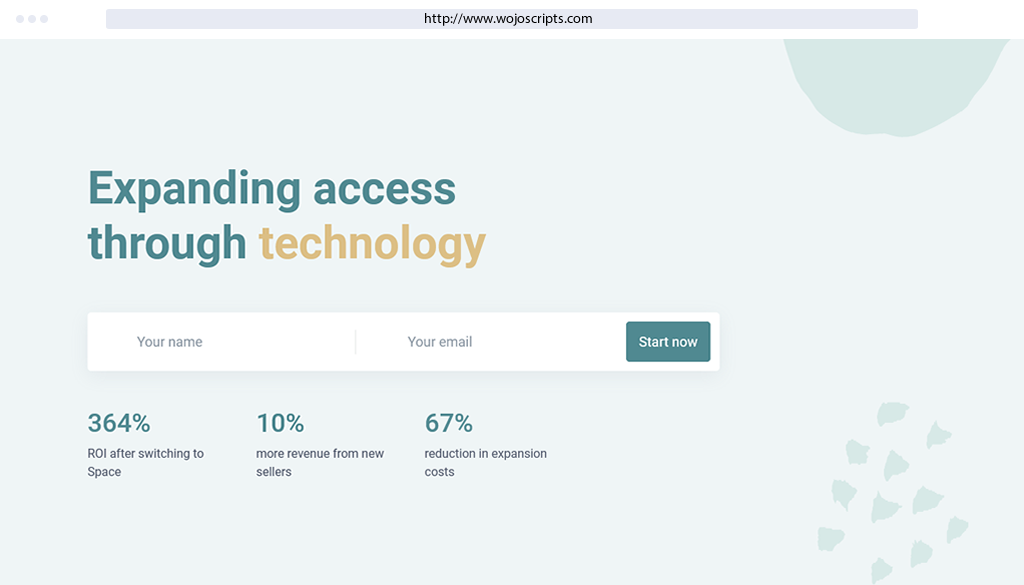 http://www.wojoscripts.com
Expanding access
through technology
Your name
Your email
Start now
364%
10%
67%
ROI after switching to
Space
more revenue from new
sellers
reduction in expansion
costs